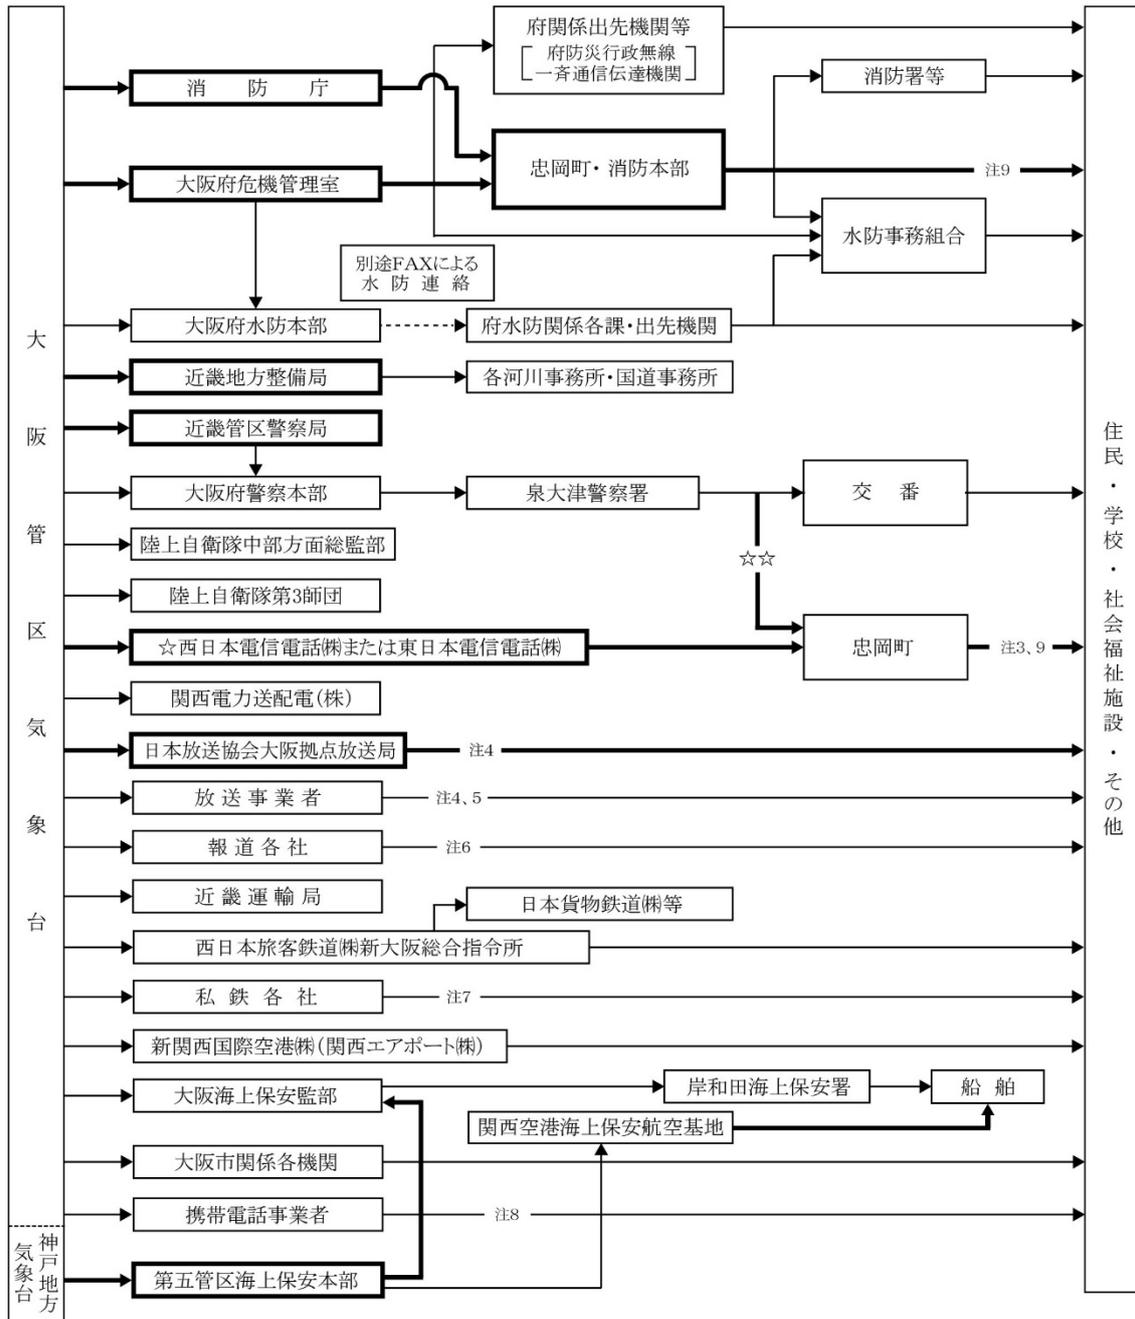 府関係出先機関等
府防災行政無線
一斉通信伝達機関
消防庁
消防署等
忠岡町・消防本部
注9
大阪府危機管理室
水防事務組合
別途FAXによる
水防連絡
大阪府水防本部
府水防関係各課・出先機関
近畿地方整備局
各河川事務所・国道事務所
近畿管区警察局
大阪府警察本部
泉大津警察署
交番
陸上自衛隊中部方面総監部
☆☆
陸上自衛隊第3師団
☆西日本電信電話㈱または東日本電信電話㈱
忠岡町
注3、9
関西電力送配電(株)
日本放送協会大阪拠点放送局
注4
放送事業者
注4、5
報道各社
注6
近畿運輸局
日本貨物鉄道㈱等
西日本旅客鉄道㈱新大阪総合指令所
私鉄各社
注7
新関西国際空港㈱(関西エアポート㈱)
大阪海上保安監部
岸和田海上保安署
船舶
関西空港海上保安航空基地
大阪市関係各機関
携帯電話事業者
注8
第五管区海上保安本部
大阪管区気象台
神戸地方
気象台
住民・学校・社会福祉施設・その他